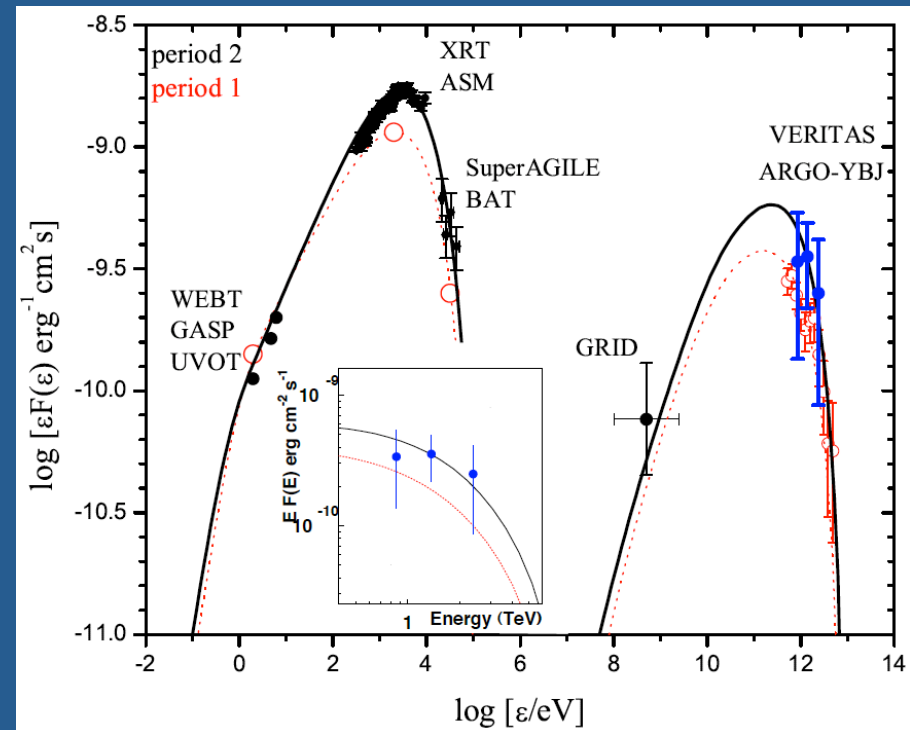 period 2
period 1
XRT
ASM
SuperAGILE
BAT
VERITAS
ARGO-YBJ
WEBT
GASP
UVOT
GRID
log [εF(ε) erg⁻¹ cm² s]
-8.5
-9.0
-9.5
-10.0
-10.5
-11.0
E F(E) erg cm⁻² s⁻¹
10⁻⁹
10⁻¹⁰
1
Energy (TeV)
-2 0 2 4 6 8 10 12 14
log [ε/eV]